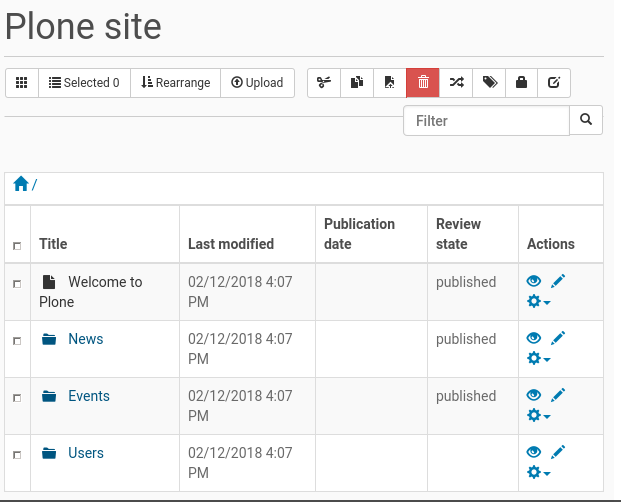 Plone site
Selected 0 Rearrange Upload
Filter
/
Publication Review
Title Last modified date state Actions
Welcome to 02/12/2018 4:07 published
Plone PM
News 02/12/2018 4:07 published
PM
Events 02/12/2018 4:07 published
PM
Users 02/12/2018 4:07
PM